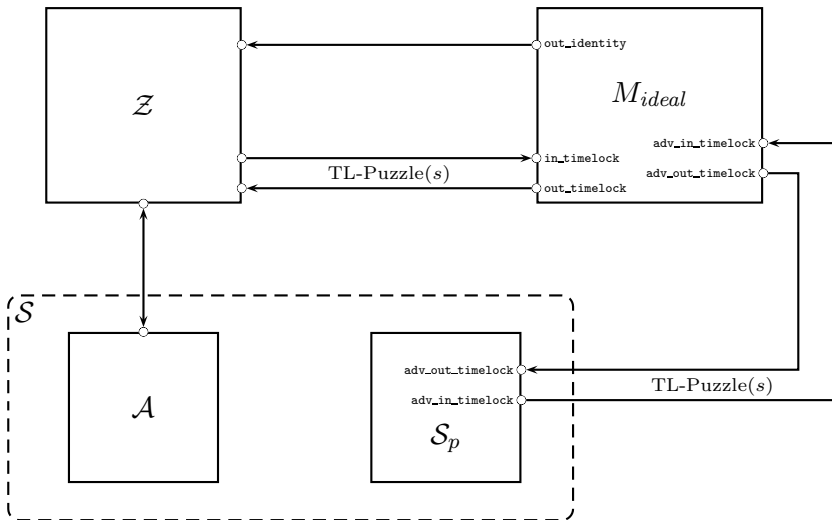 out_identity
𝒵
M_ideal
adv_in_timelock
in_timelock
TL-Puzzle(s)
adv_out_timelock
out_timelock
𝒮
adv_out_timelock
TL-Puzzle(s)
adv_in_timelock
𝒜
𝒮_p